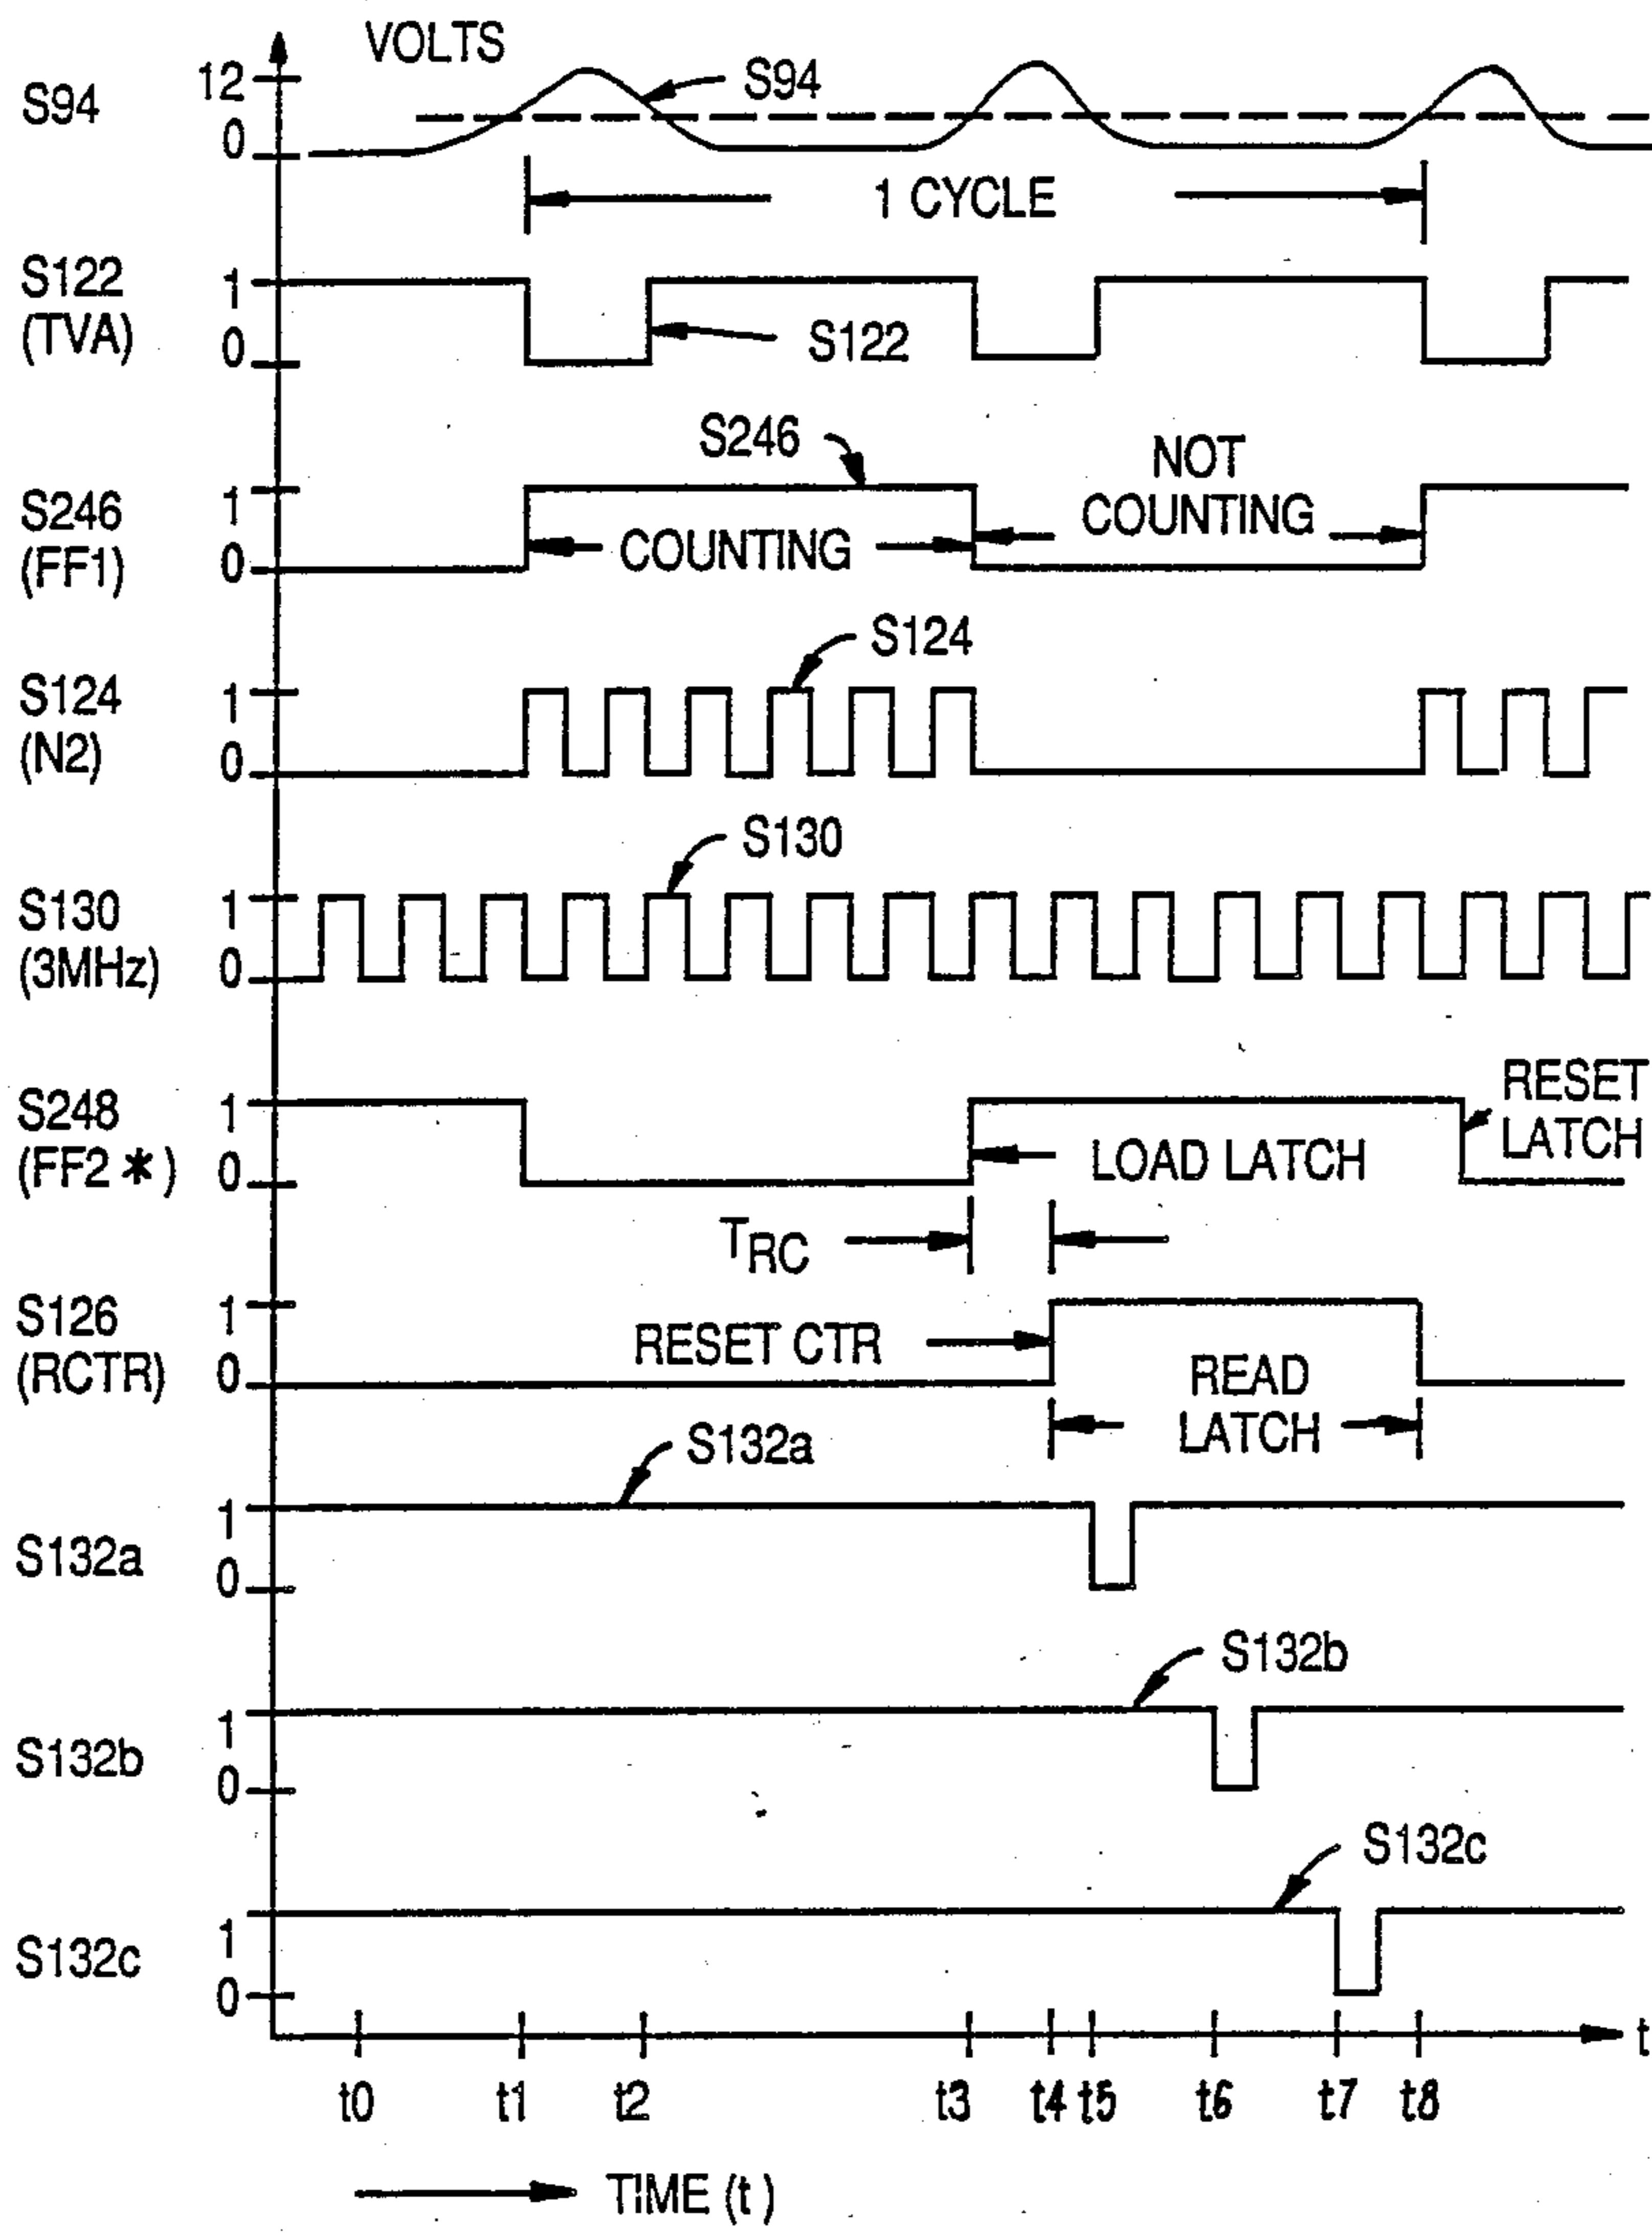 VOLTS
S94
12
0
S94
1 CYCLE
S122
(TVA)
1
0
S122
S246
(FF1)
1
0
S246
COUNTING
NOT
COUNTING
S124
(N2)
1
0
S124
S130
(3MHz)
1
0
S130
S248
(FF2 *)
1
0
LOAD LATCH
RESET
LATCH
TRC
S126
(RCTR)
1
0
RESET CTR
READ
LATCH
S132a
1
0
S132a
S132b
1
0
S132b
S132c
1
0
S132c
t
t0 t1 t2 t3 t4 t5 t6 t7 t8
TIME (t)